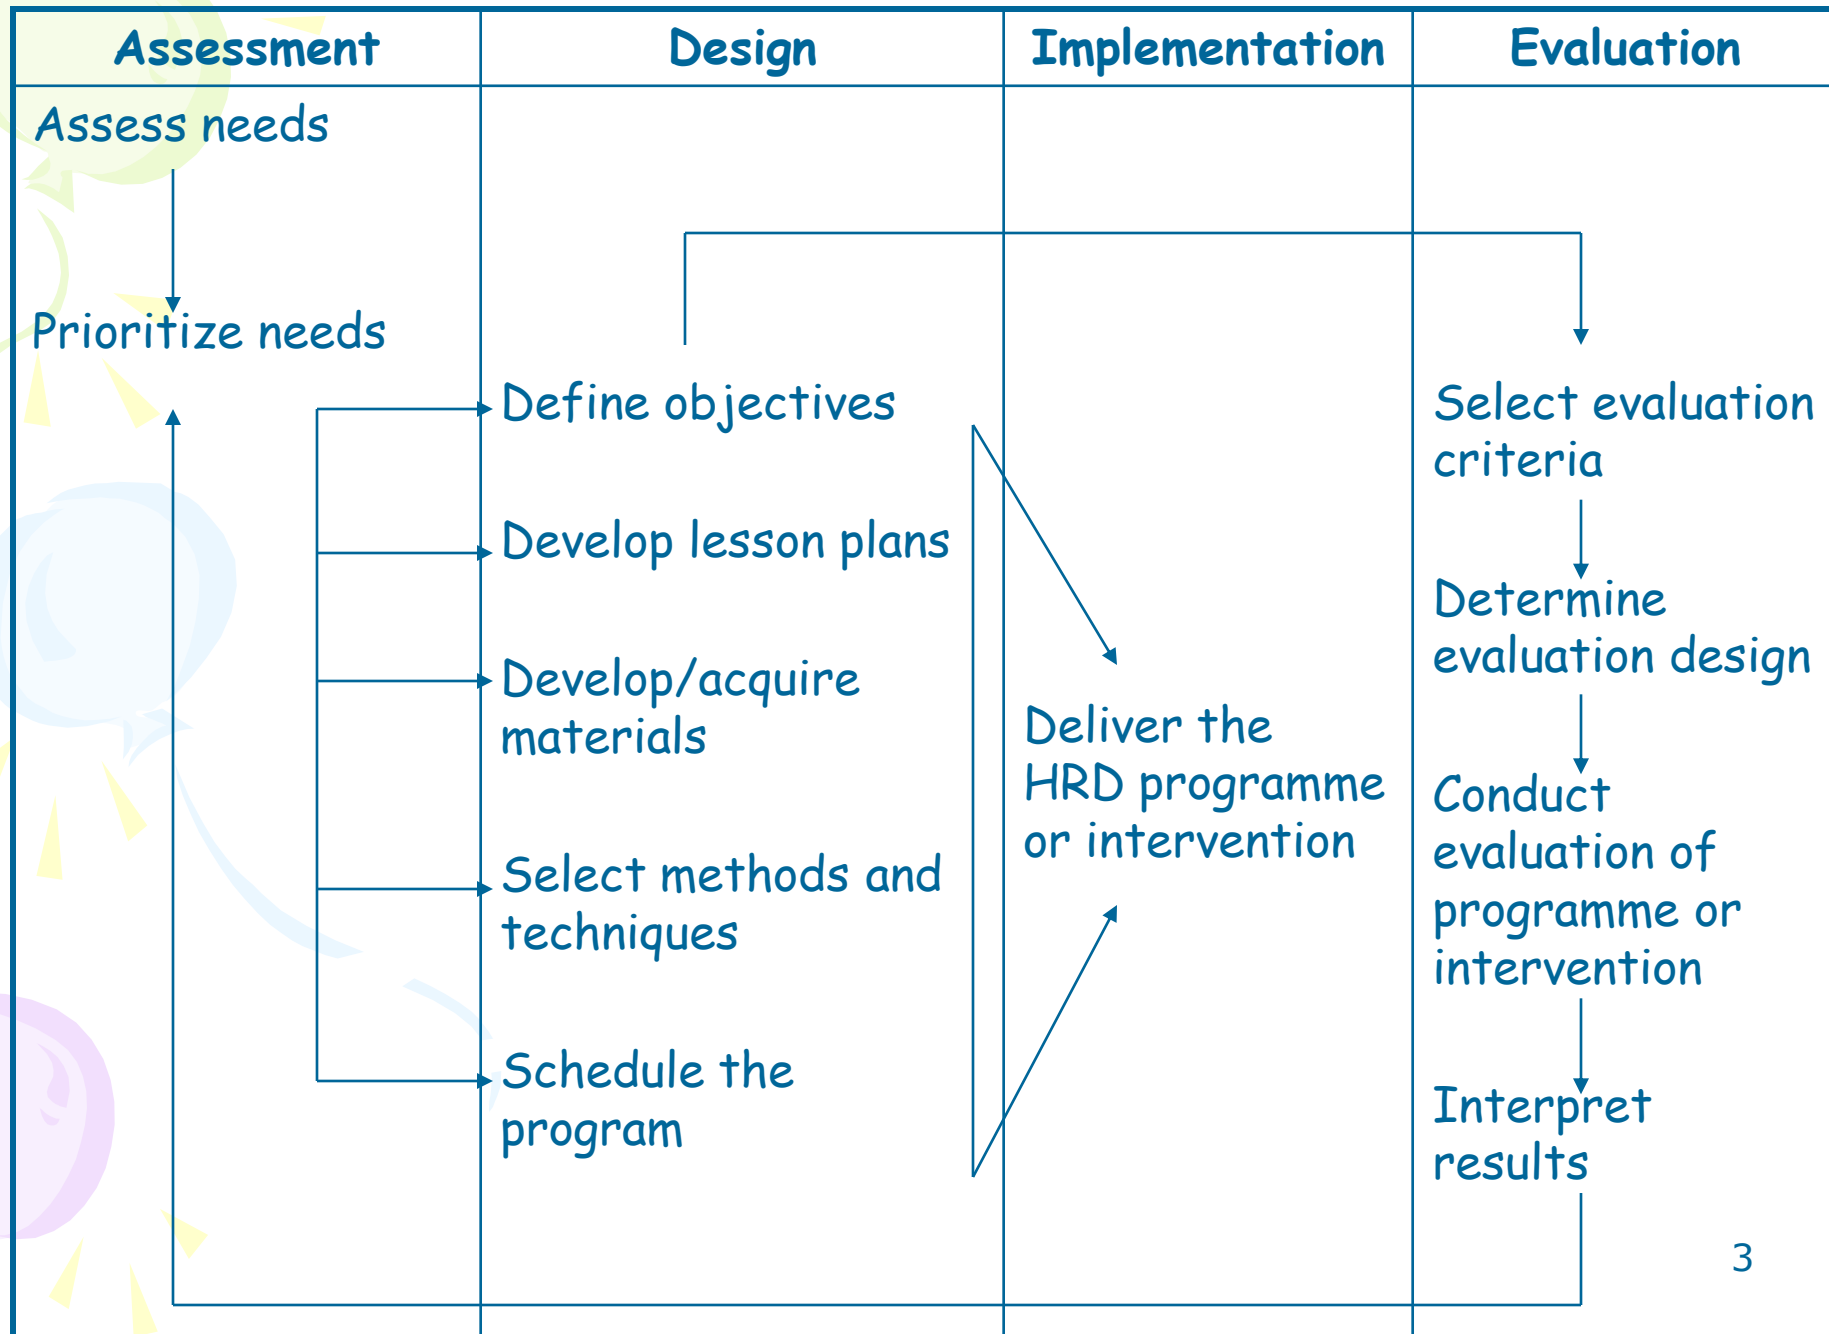 Assessment
Design
Implementation
Evaluation
Assess needs
Prioritize needs
Define objectives
Develop lesson plans
Develop/acquire
materials
Select methods and
techniques
Schedule the
program
Deliver the
HRD programme
or intervention
Select evaluation
criteria
Determine
evaluation design
Conduct
evaluation of
programme or
intervention
Interpret
results
3